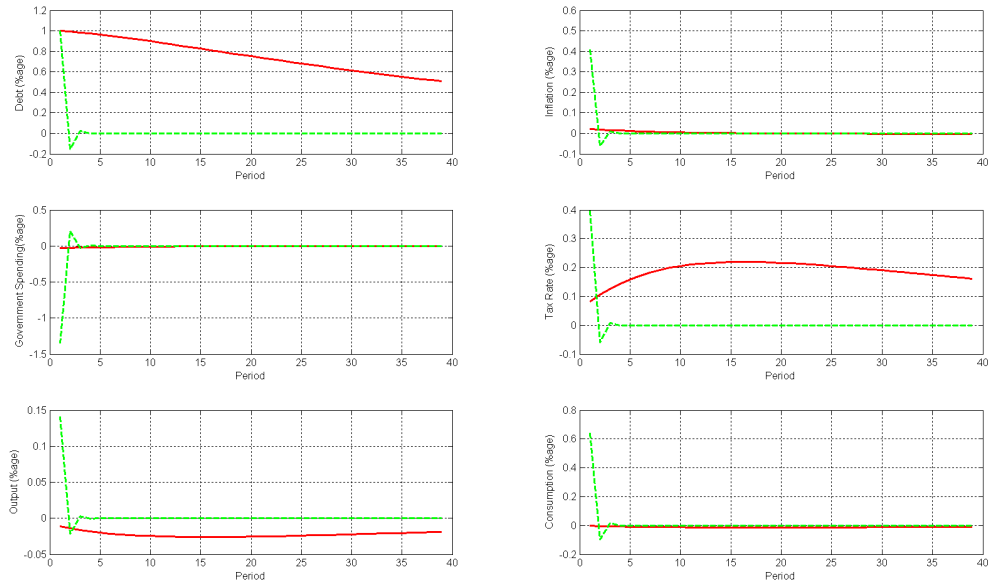 1.2
1
0.8
0.6
0.4
0.2
0
-0.2
Debt (%age)
0 5 10 15 20 25 30 35 40
Period
0.6
0.5
0.4
0.3
0.2
0.1
0
-0.1
Inflation (%age)
0 5 10 15 20 25 30 35 40
Period
0.5
0
-0.5
-1
-1.5
Government Spending(%age)
0 5 10 15 20 25 30 35 40
Period
0.4
0.3
0.2
0.1
0
-0.1
Tax Rate (%age)
0 5 10 15 20 25 30 35 40
Period
0.15
0.1
0.05
0
-0.05
Output (%age)
0 5 10 15 20 25 30 35 40
Period
0.8
0.6
0.4
0.2
0
-0.2
Consumption (%age)
0 5 10 15 20 25 30 35 40
Period